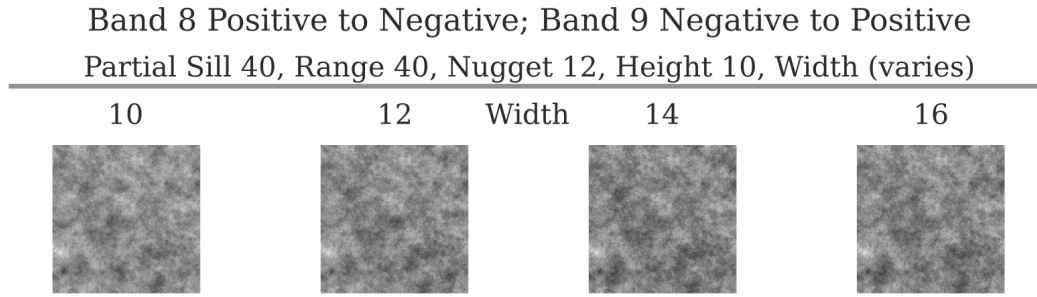 Band 8 Positive to Negative; Band 9 Negative to Positive
Partial Sill 40, Range 40, Nugget 12, Height 10, Width (varies)
10 12 Width 14 16